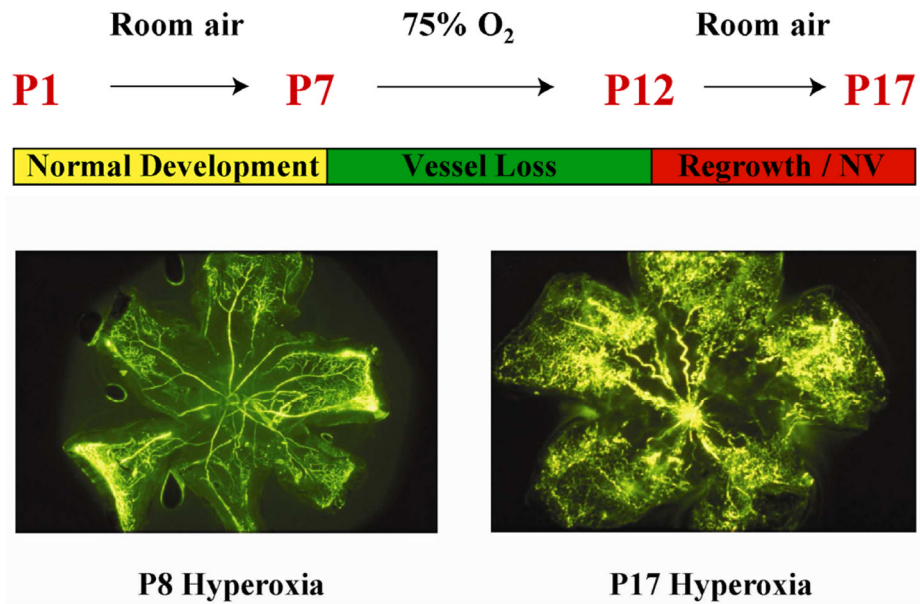 Room air 75% O₂ Room air
P1 P7 P12 P17
Normal Development Vessel Loss Regrowth / NV
P8 Hyperoxia P17 Hyperoxia